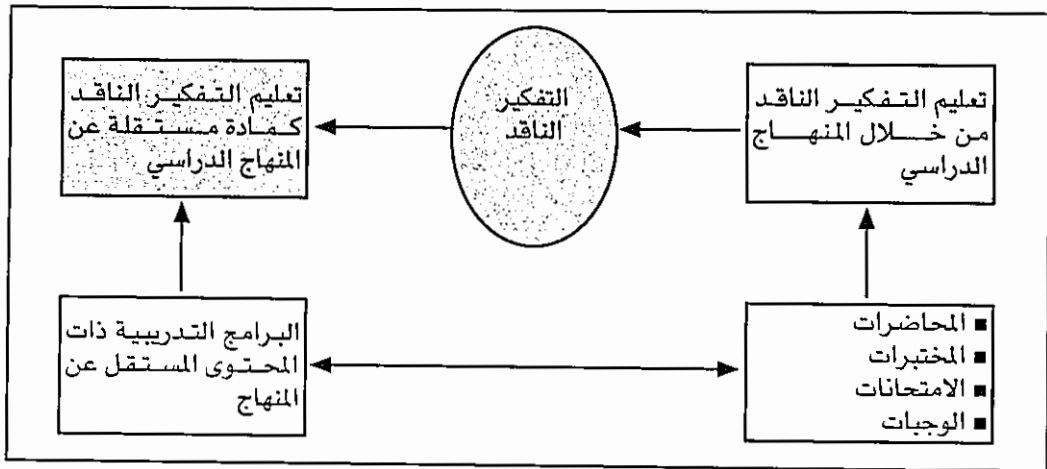 تعليم التفكير الناقد
من خلال المنهاج
الدراسي
التفكير
الناقد
تعليم التفكير الناقد
كمادة مستقلة عن
المنهاج الدراسي
■ المحاضرات
■ المختبرات
■ الامتحانات
■ الوجبات
البرامج التدريبية ذات
المحتوى المستقل عن
المنهاج